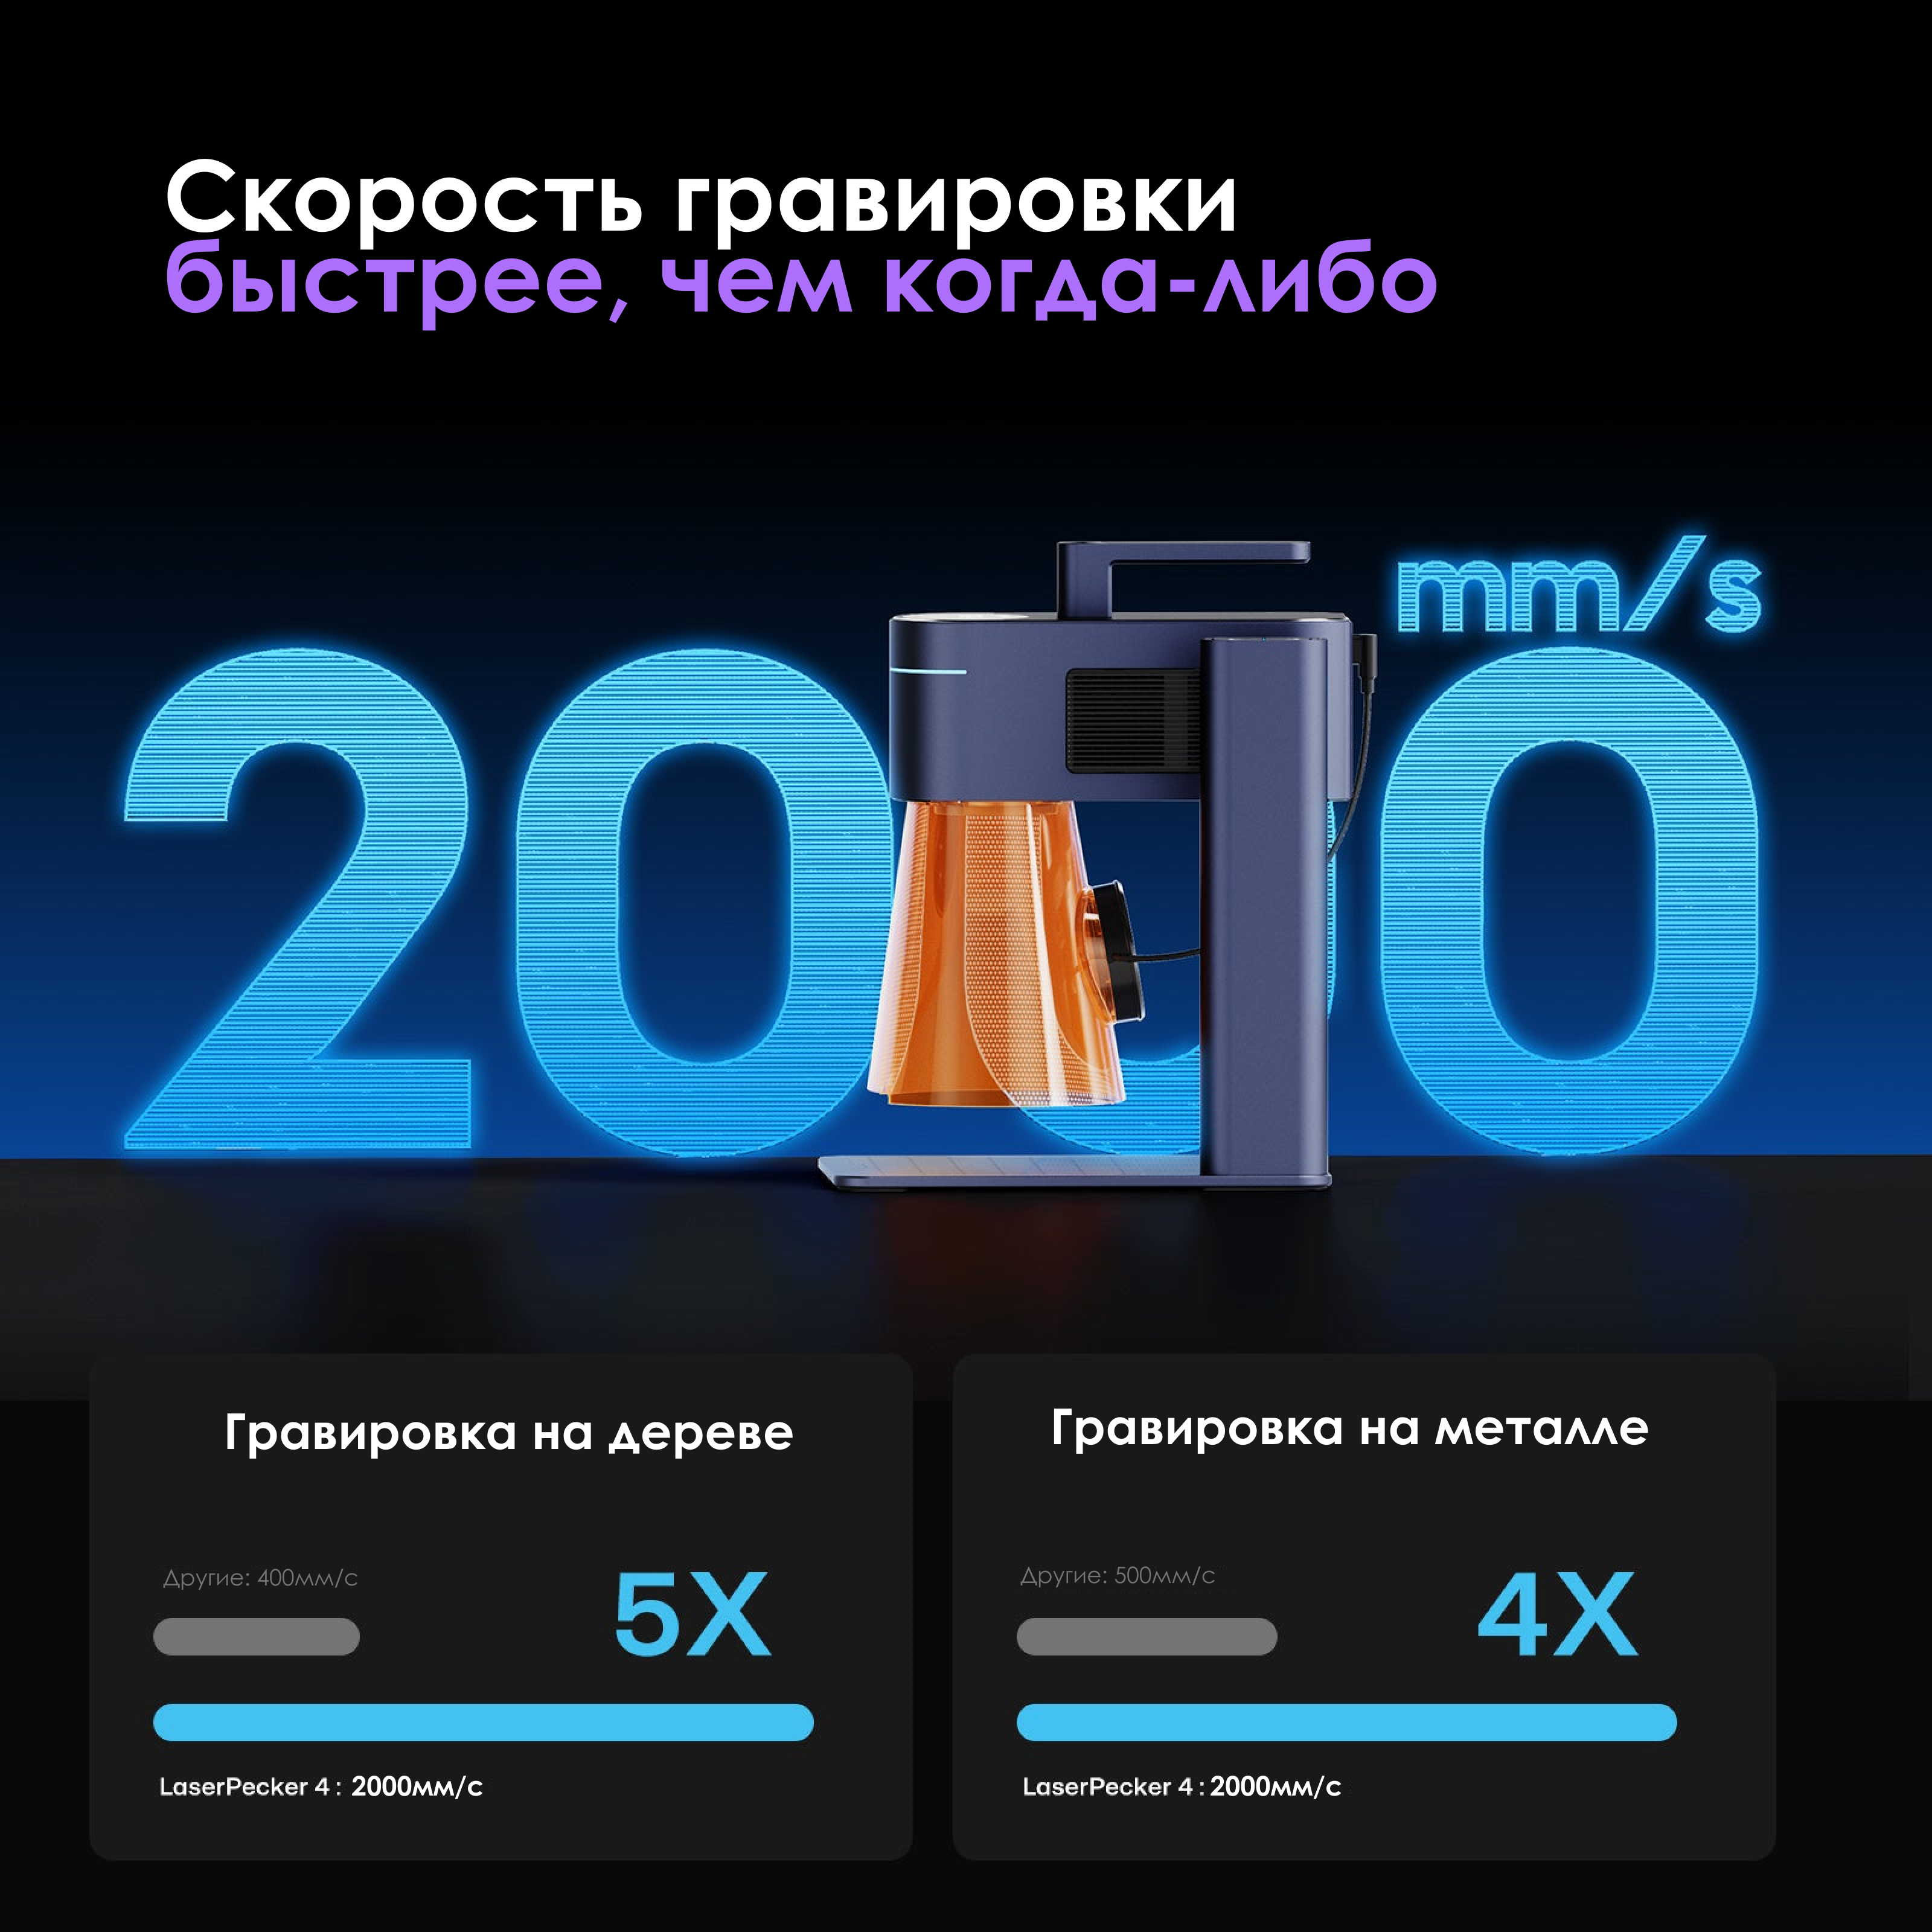 Скорость гравировки
быстрее, чем когда-либо
mm/s
2000
Гравировка на дереве
Другие: 400мм/с
5X
LaserPecker 4 : 2000мм/с
Гравировка на металле
Другие: 500мм/с
4X
LaserPecker 4 : 2000мм/с